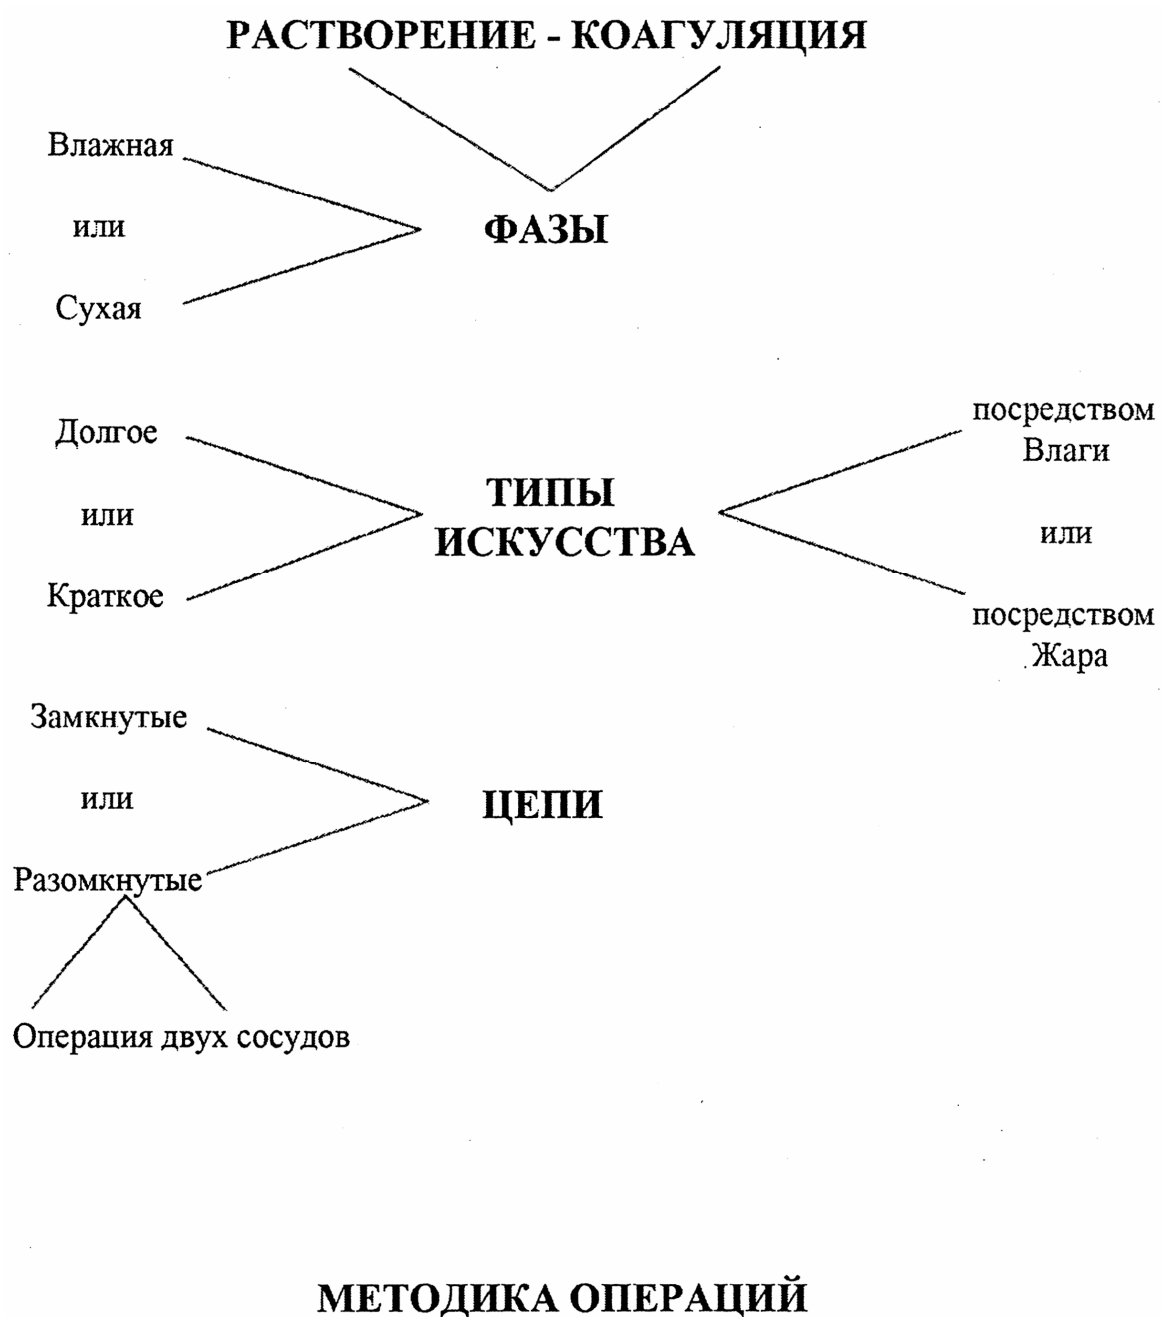 РАСТВОРЕНИЕ - КОАГУЛЯЦИЯ
Влажная
или
Сухая
ФАЗЫ
Долгое
или
Краткое
ТИПЫ
ИСКУССТВА
посредством
Влаги
или
посредством
Жара
Замкнутые
или
Разомкнутые
ЦЕПИ
Операция двух сосудов
МЕТОДИКА ОПЕРАЦИЙ